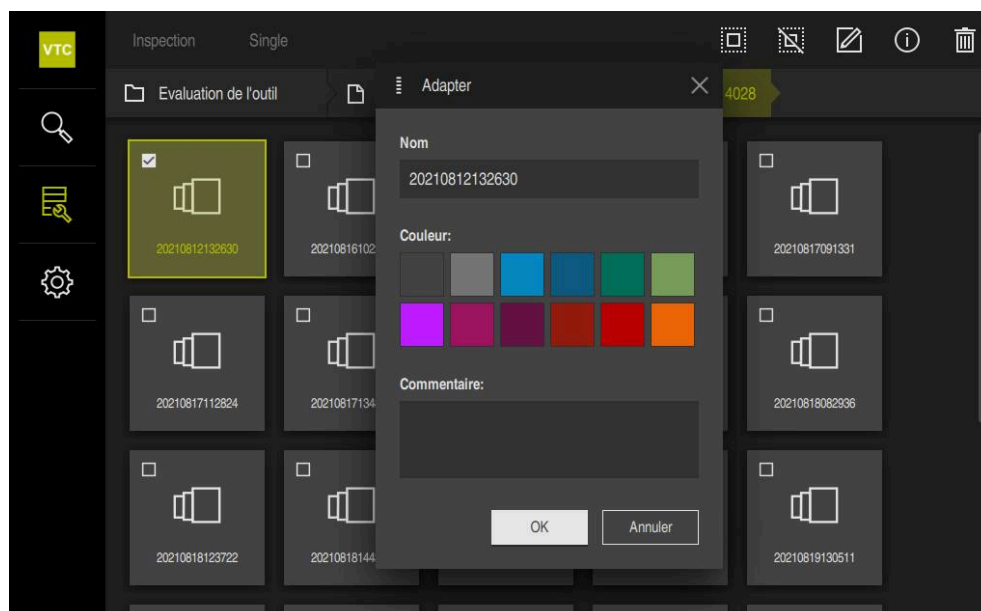 VTC
Inspection Single
Evaluation de l'outil
4028
Adapter
Nom
20210812132630
Couleur:
Commentaire:
OK
Annuler
20210812132630
20210816102
20210817091331
20210817112824
20210817134
20210818082936
20210818123722
20210818144
20210819130511